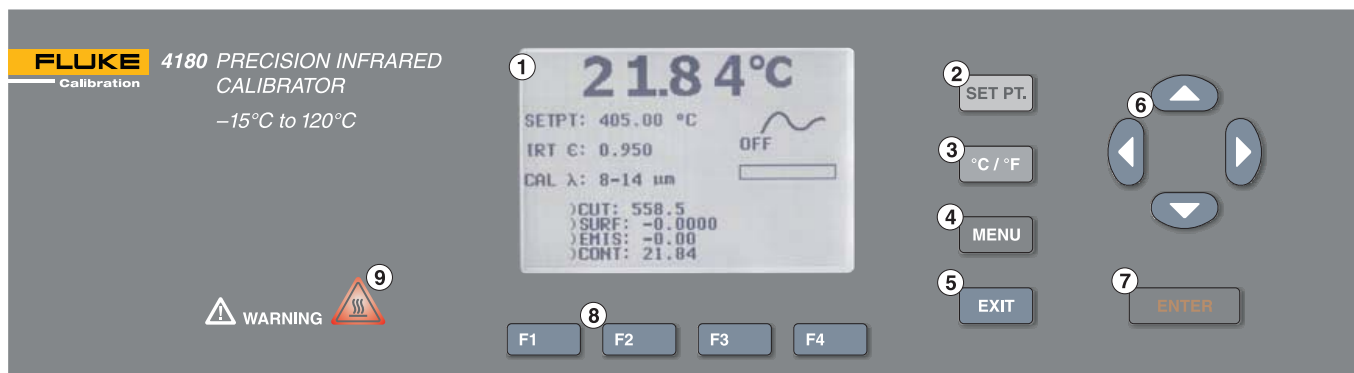 FLUKE
Calibration
4180 PRECISION INFRARED
CALIBRATOR
–15°C to 120°C
1
21.84°C
SETPT: 405.00 °C
OFF
IRT Є: 0.950
CAL λ: 8-14 µm
)CUT: 558.5
)SURF: -0.0000
)EMIS: -0.00
)CONT: 21.84
2
SET PT.
3
°C / °F
4
MENU
5
EXIT
6
7
ENTER
8
F1
F2
F3
F4
9
WARNING